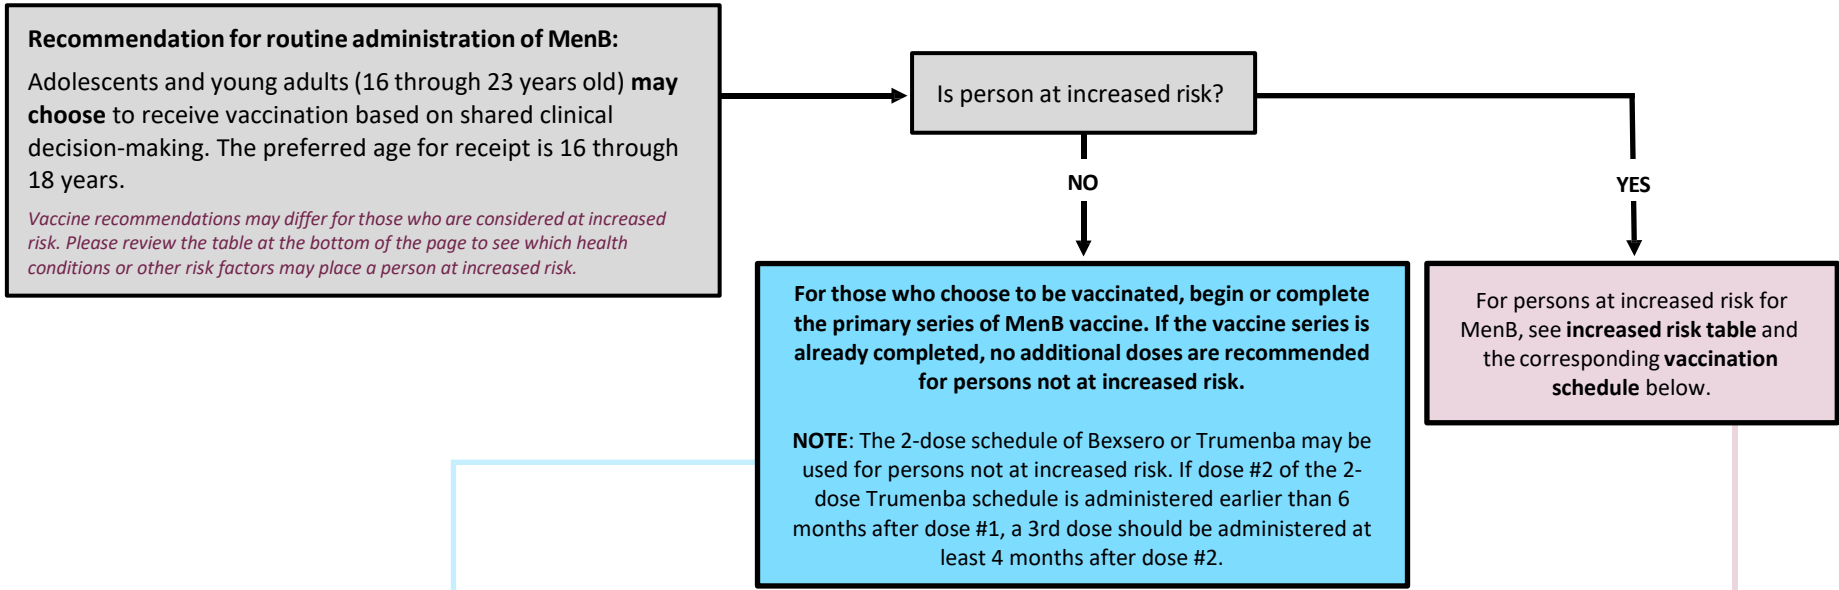 Recommendation for routine administration of MenB:
Adolescents and young adults (16 through 23 years old) may
choose to receive vaccination based on shared clinical
decision-making. The preferred age for receipt is 16 through
18 years.
Vaccine recommendations may differ for those who are considered at increased
risk. Please review the table at the bottom of the page to see which health
conditions or other risk factors may place a person at increased risk.
Is person at increased risk?
NO
YES
For those who choose to be vaccinated, begin or complete
the primary series of MenB vaccine. If the vaccine series is
already completed, no additional doses are recommended
for persons not at increased risk.
NOTE: The 2-dose schedule of Bexsero or Trumenba may be
used for persons not at increased risk. If dose #2 of the 2-
dose Trumenba schedule is administered earlier than 6
months after dose #1, a 3rd dose should be administered at
least 4 months after dose #2.
For persons at increased risk for
MenB, see increased risk table and
the corresponding vaccination
schedule below.